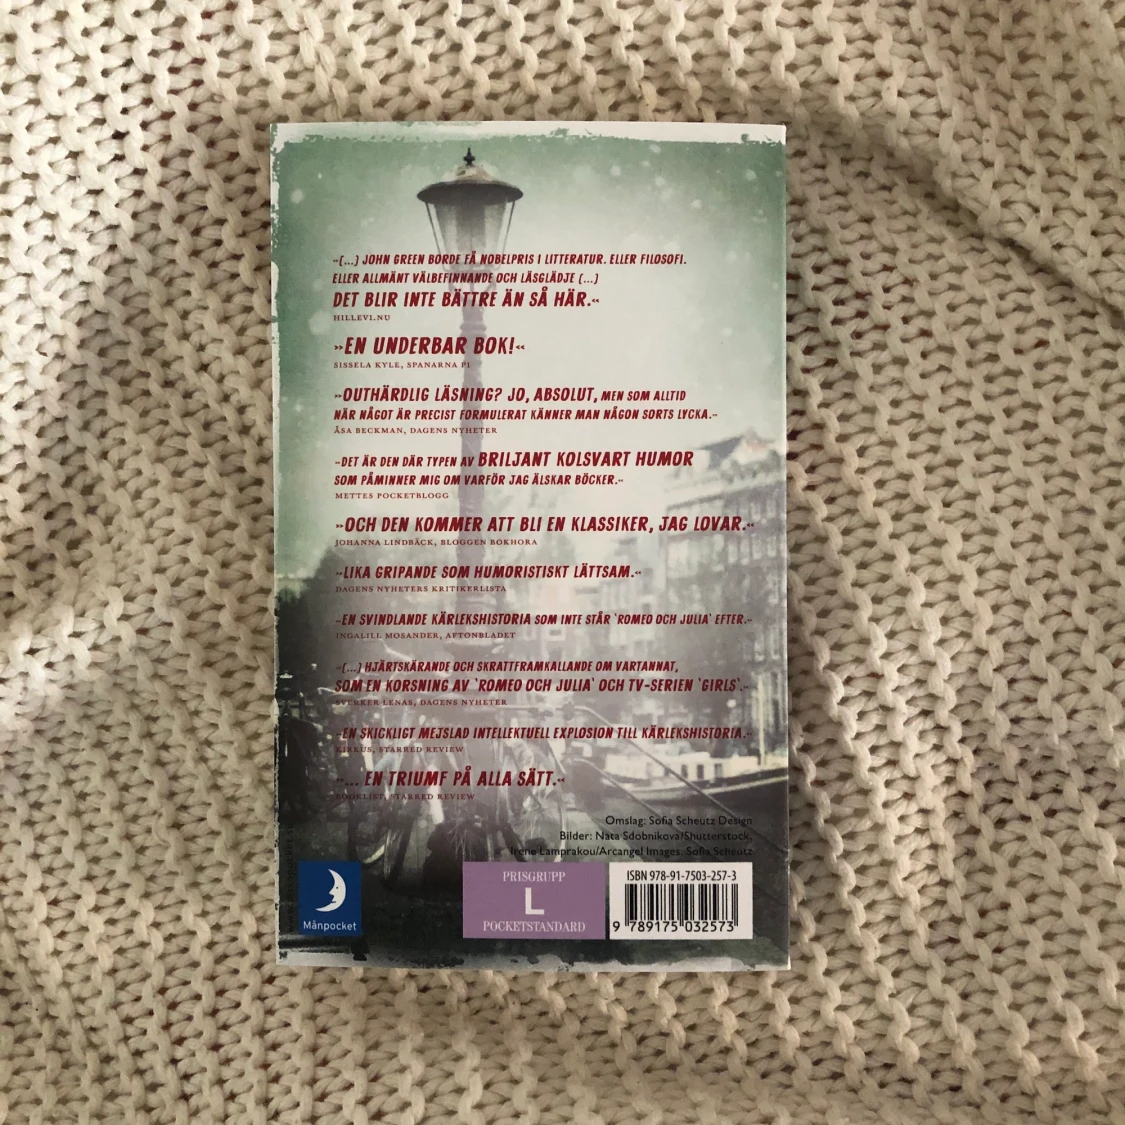 »(...) JOHN GREEN BORDE FÅ NOBELPRIS I LITTERATUR. ELLER FILOSOFI.
ELLER ALLMÄNT VÄLBEFINNANDE OCH LÄSGLÄDJE (...)
DET BLIR INTE BÄTTRE ÄN SÅ HÄR.«
HILLEVI.NU
»EN UNDERBAR BOK!«
SISSELA KYLE, SPANARNA P1
»OUTHÄRDLIG LÄSNING? JO, ABSOLUT, MEN SOM ALLTID
NÄR NÅGOT ÄR PRECIST FORMULERAT KÄNNER MAN NÅGON SORTS LYCKA.«
ÅSA BECKMAN, DAGENS NYHETER
»DET ÄR DEN DÄR TYPEN AV BRILJANT KOLSVART HUMOR
SOM PÅMINNER MIG OM VARFÖR JAG ÄLSKAR BÖCKER.«
METTES POCKETBLOGG
»OCH DEN KOMMER ATT BLI EN KLASSIKER, JAG LOVAR.«
JOHANNA LINDBÄCK, BLOGGEN BOKHORA
»LIKA GRIPANDE SOM HUMORISTISKT LÄTTSAM.«
DAGENS NYHETERS KRITIKERLISTA
»EN SVINDLANDE KÄRLEKSHISTORIA SOM INTE STÅR 'ROMEO OCH JULIA' EFTER.«
INGALILL MOSANDER, AFTONBLADET
»(...) HJÄRTSKÄRANDE OCH SKRATTFRAMKALLANDE OM VARTANNAT,
SOM EN KORSNING AV 'ROMEO OCH JULIA' OCH TV-SERIEN 'GIRLS'.«
SVERKER LENAS, DAGENS NYHETER
»EN SKICKLIGT MEJSLAD INTELLEKTUELL EXPLOSION TILL KÄRLEKSHISTORIA.«
KIRKUS, STARRED REVIEW
»... EN TRIUMF PÅ ALLA SÄTT.«
BOOKLIST, STARRED REVIEW
Omslag: Sofia Scheutz Design
Bilder: Nata Sdobnikova/Shutterstock,
Irene Lamprakou/Arcangel Images, Sofia Scheutz
Månpocket
PRISGRUPP
L
POCKETSTANDARD
ISBN 978-91-7503-257-3
9 789175 032573